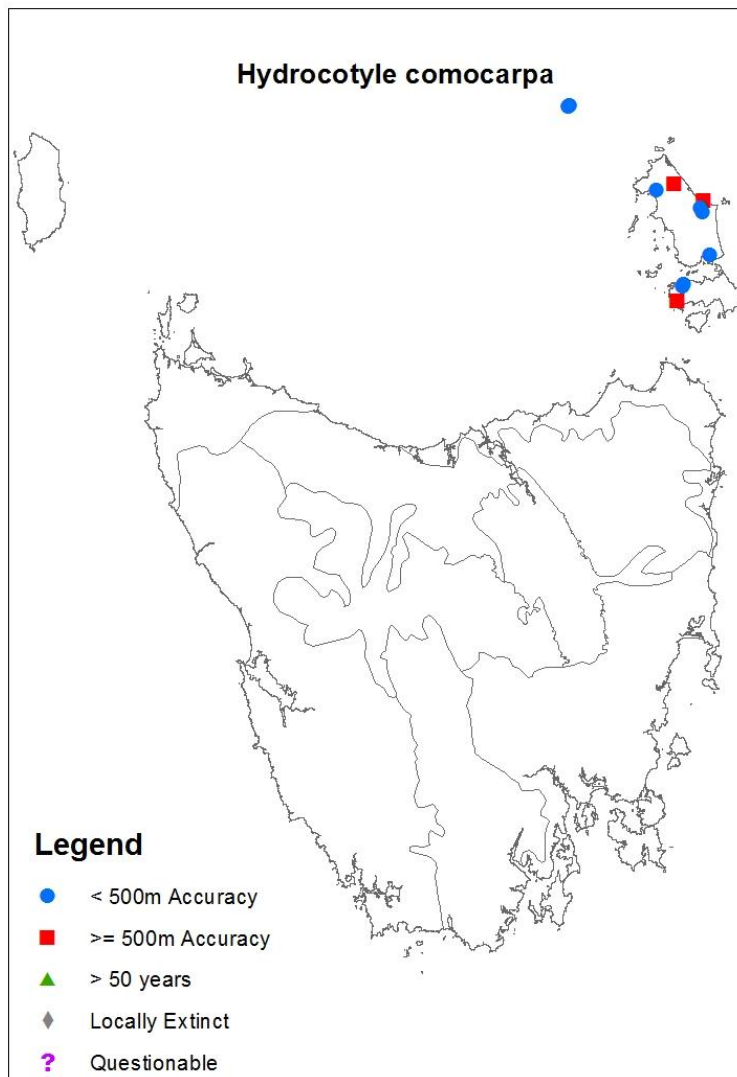 Hydrocotyle comocarpa
Legend
< 500m Accuracy
>= 500m Accuracy
> 50 years
Locally Extinct
? Questionable